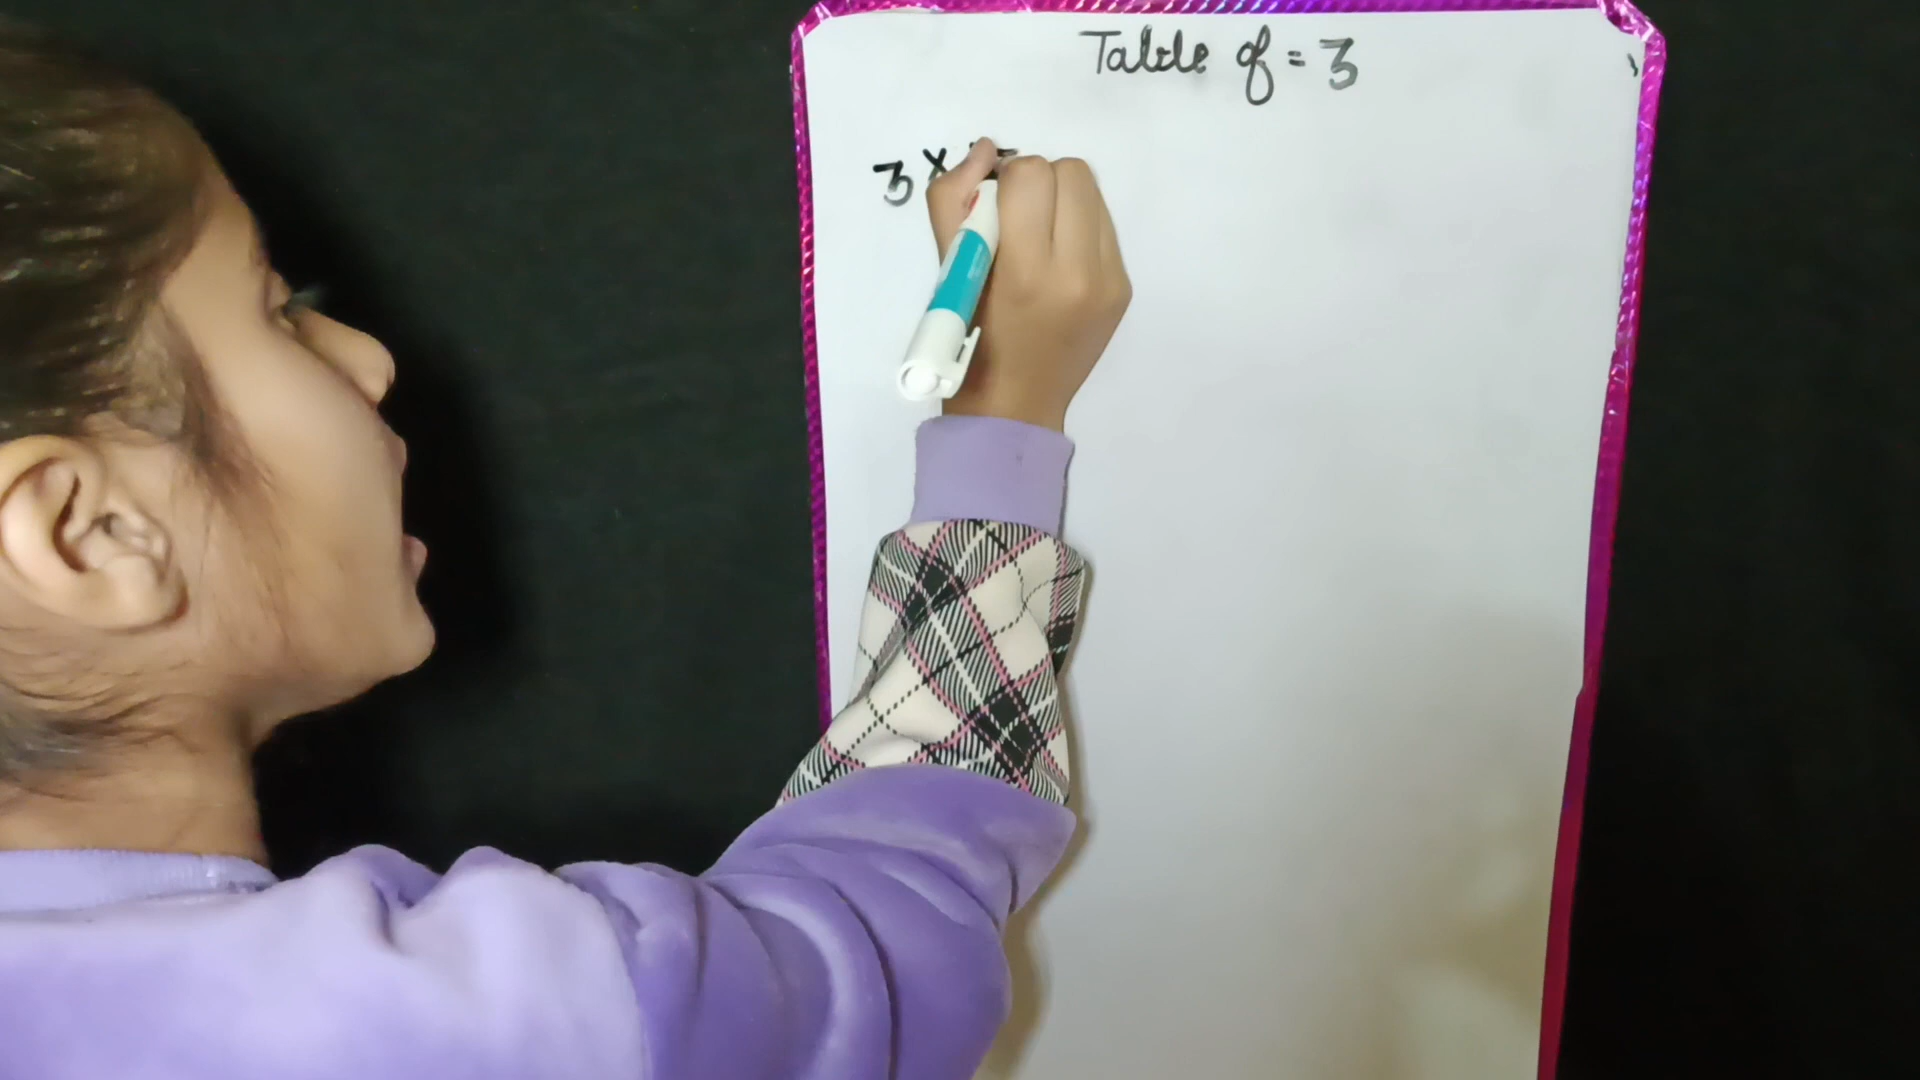 Table of = 3
3 ×